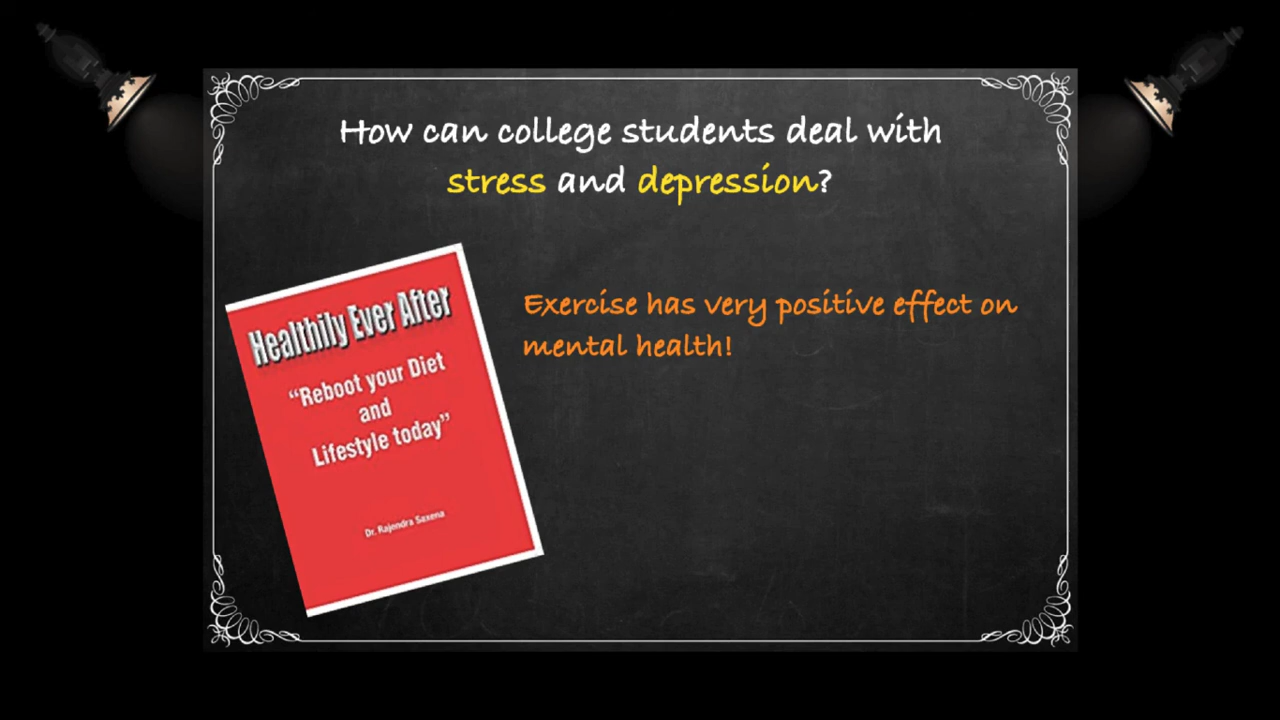 How can college students deal with
stress and depression?
Healthily Ever After
“Reboot your Diet
and
Lifestyle today”
Dr. Rajendra Saxena
Exercise has very positive effect on
mental health!